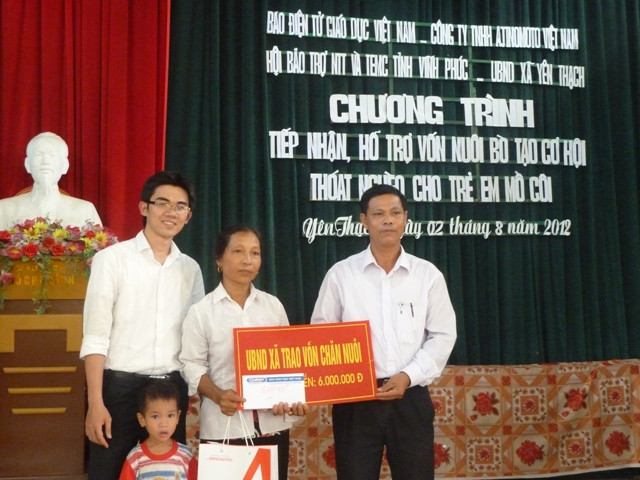 BÁO ĐIỆN TỬ GIÁO DỤC VIỆT NAM _ CÔNG TY TNHH AJINOMOTO VIỆT NAM
HỘI BẢO TRỢ NTT VÀ TEMC TỈNH VĨNH PHÚC _ UBND XÃ YÊN THẠCH
CHƯƠNG TRÌNH
TIẾP NHẬN, HỖ TRỢ VỐN NUÔI BÒ TẠO CƠ HỘI
THOÁT NGHÈO CHO TRẺ EM MỒ CÔI
Yên 02 tháng 8 năm 2012
UBND XÃ TRAO VỐN CHĂN NUÔI
6.000.000 Đ